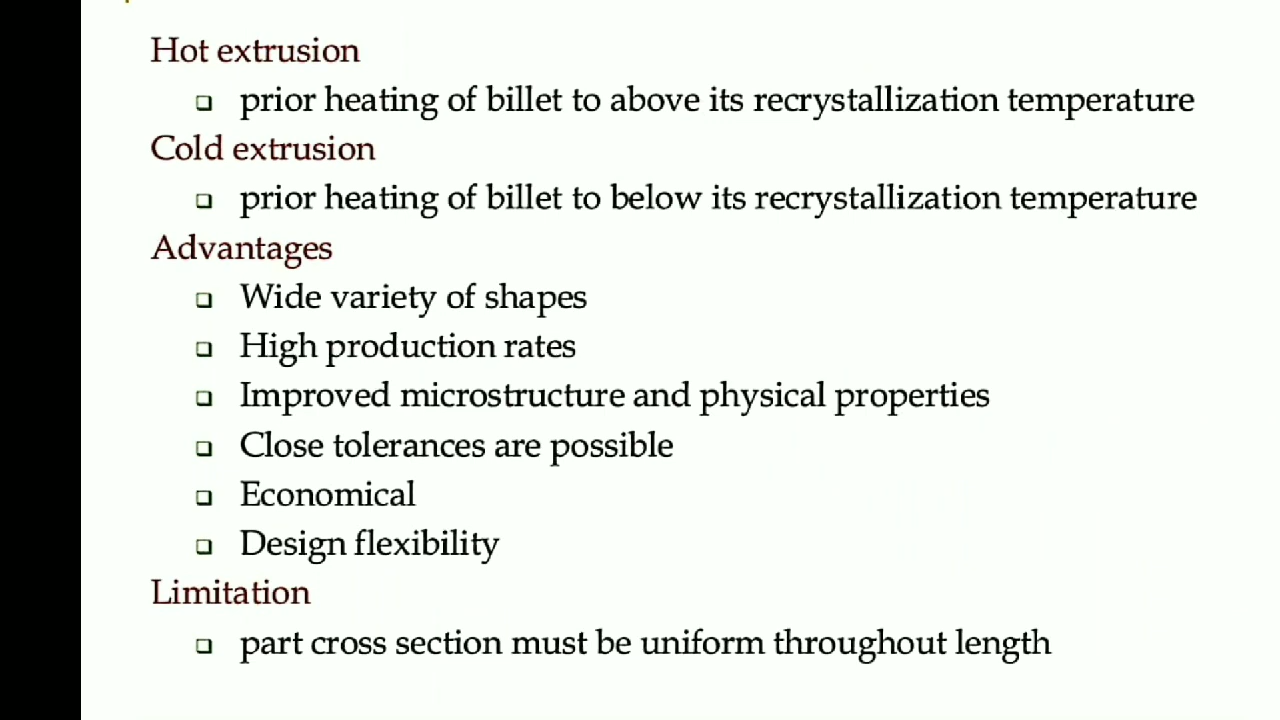 Hot extrusion
❑ prior heating of billet to above its recrystallization temperature
Cold extrusion
❑ prior heating of billet to below its recrystallization temperature
Advantages
❑ Wide variety of shapes
❑ High production rates
❑ Improved microstructure and physical properties
❑ Close tolerances are possible
❑ Economical
❑ Design flexibility
Limitation
❑ part cross section must be uniform throughout length